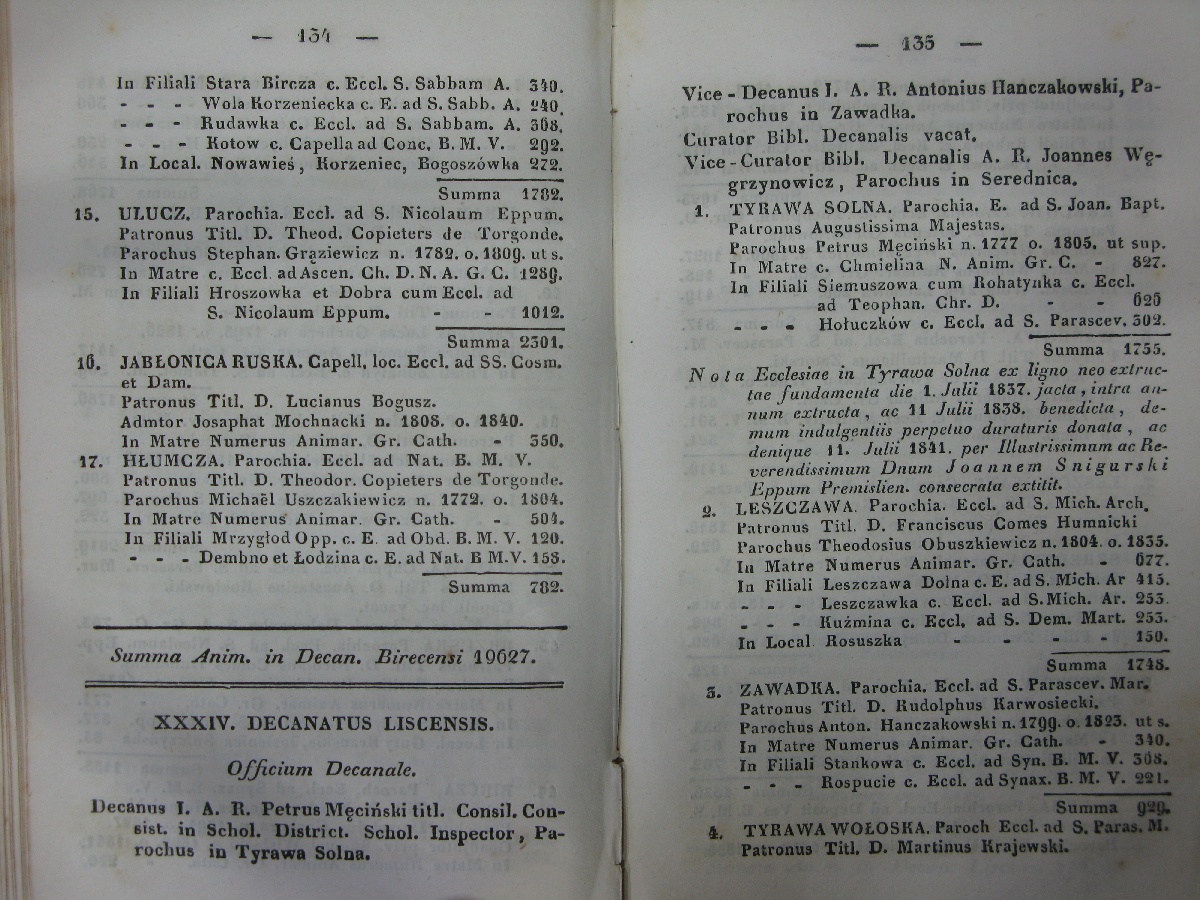 — 134 —
In Filiali Stara Bircza c. Eccl. S. Sabbam A. 340.
- - - Wola Korzeniecka c. E. ad S. Sabb. A. 240.
- - - Rudawka c. Eccl. ad S. Sabbam. A. 308.
- - - Kotow c. Capella ad Conc. B. M. V. 292.
In Local. Nowawieś, Korzeniec, Bogoszówka 272.
Summa 1782.
15. ULUCZ. Parochia. Eccl. ad S. Nicolaum Eppum.
Patronus Titl. D. Theod. Copieters de Torgonde.
Parochus Stephan. Grąziewicz n. 1782. o. 1809. ut s.
In Matre c. Eccl. ad Ascen. Ch. D. N. A. G. C. 1289.
In Filiali Hroszowka et Dobra cum Eccl. ad
S. Nicolaum Eppum. - - 1012.
Summa 2301.
16. JABŁONICA RUSKA. Capell. loc. Eccl. ad SS. Cosm.
et Dam.
Patronus Titl. D. Lucianus Bogusz.
Admtor Josaphat Mochnacki n. 1808. o. 1840.
In Matre Numerus Animar. Gr. Cath. - 350.
17. HŁUMCZA. Parochia. Eccl. ad Nat. B. M. V.
Patronus Titl. D. Theodor. Copieters de Torgonde.
Parochus Michaël Uszczakiewicz n. 1772. o. 1804.
In Matre Numerus Animar. Gr. Cath. - 504.
In Filiali Mrzygłod Opp. c. E. ad Obd. B. M. V. 120.
- - - Dembno et Łodzina c. E. ad Nat. B M. V. 158.
Summa 782.
Summa Anim. in Decan. Birecensi 19627.
XXXIV. DECANATUS LISCENSIS.
Officium Decanale.
Decanus I. A. R. Petrus Męciński titl. Consil. Con-
sist. in Schol. District. Schol. Inspector, Pa-
rochus in Tyrawa Solna.
— 135 —
Vice - Decanus I. A. R. Antonius Hanczakowski, Pa-
rochus in Zawadka.
Curator Bibl. Decanalis vacat.
Vice - Curator Bibl. Decanalis A. R. Joannes Wę-
grzynowicz, Parochus in Serednica.
1. TYRAWA SOLNA. Parochia. E. ad S. Joan. Bapt.
Patronus Augustissima Majestas.
Parochus Petrus Męciński n. 1777 o. 1805. ut sup.
In Matre c. Chmielina N. Anim. Gr. C. - 827.
In Filiali Siemuszowa cum Rohatynka c. Eccl.
ad Teophan. Chr. D. - - 626
- - - Hołuczków c. Eccl. ad S. Parascev. 302.
Summa 1755.
Nota Ecclesiae in Tyrawa Solna ex ligno neo extruc-
tae fundamenta die 1. Julii 1837. jacta, intra an-
num extructa, ac 11 Julii 1838. benedicta, de-
mum indulgentiis perpetuo duraturis donata, ac
denique 11. Julii 1841. per Illustrissimum ac Re-
verendissimum Dnum Joannem Snigurski
Eppum Premislien. consecrata extitit.
2. LESZCZAWA. Parochia. Eccl. ad S. Mich. Arch.
Patronus Titl. D. Franciscus Comes Humnicki
Parochus Theodosius Obuszkiewicz n. 1804. o. 1835.
In Matre Numerus Animar. Gr. Cath. - 677.
In Filiali Leszczawa Dolna c. E. ad S. Mich. Ar 415.
- - - Leszczawka c. Eccl. ad S. Mich. Ar. 253.
- - - Kuźmina c. Eccl. ad S. Dem. Mart. 253.
In Local. Rosuszka - - - - 150.
Summa 1748.
3. ZAWADKA. Parochia. Eccl. ad S. Parascev. Mar.
Patronus Titl. D. Rudolphus Karwosiecki.
Parochus Anton. Hanczakowski n. 1799. o. 1823. ut s.
In Matre Numerus Animar. Gr. Cath. - 340.
In Filiali Stankowa c. Eccl. ad Syn. B. M. V. 368.
- - - Rospucie c. Eccl. ad Synax. B. M. V. 221.
Summa 929.
4. TYRAWA WOŁOSKA. Paroch Eccl. ad S. Paras. M.
Patronus Titl. D. Martinus Krajewski.